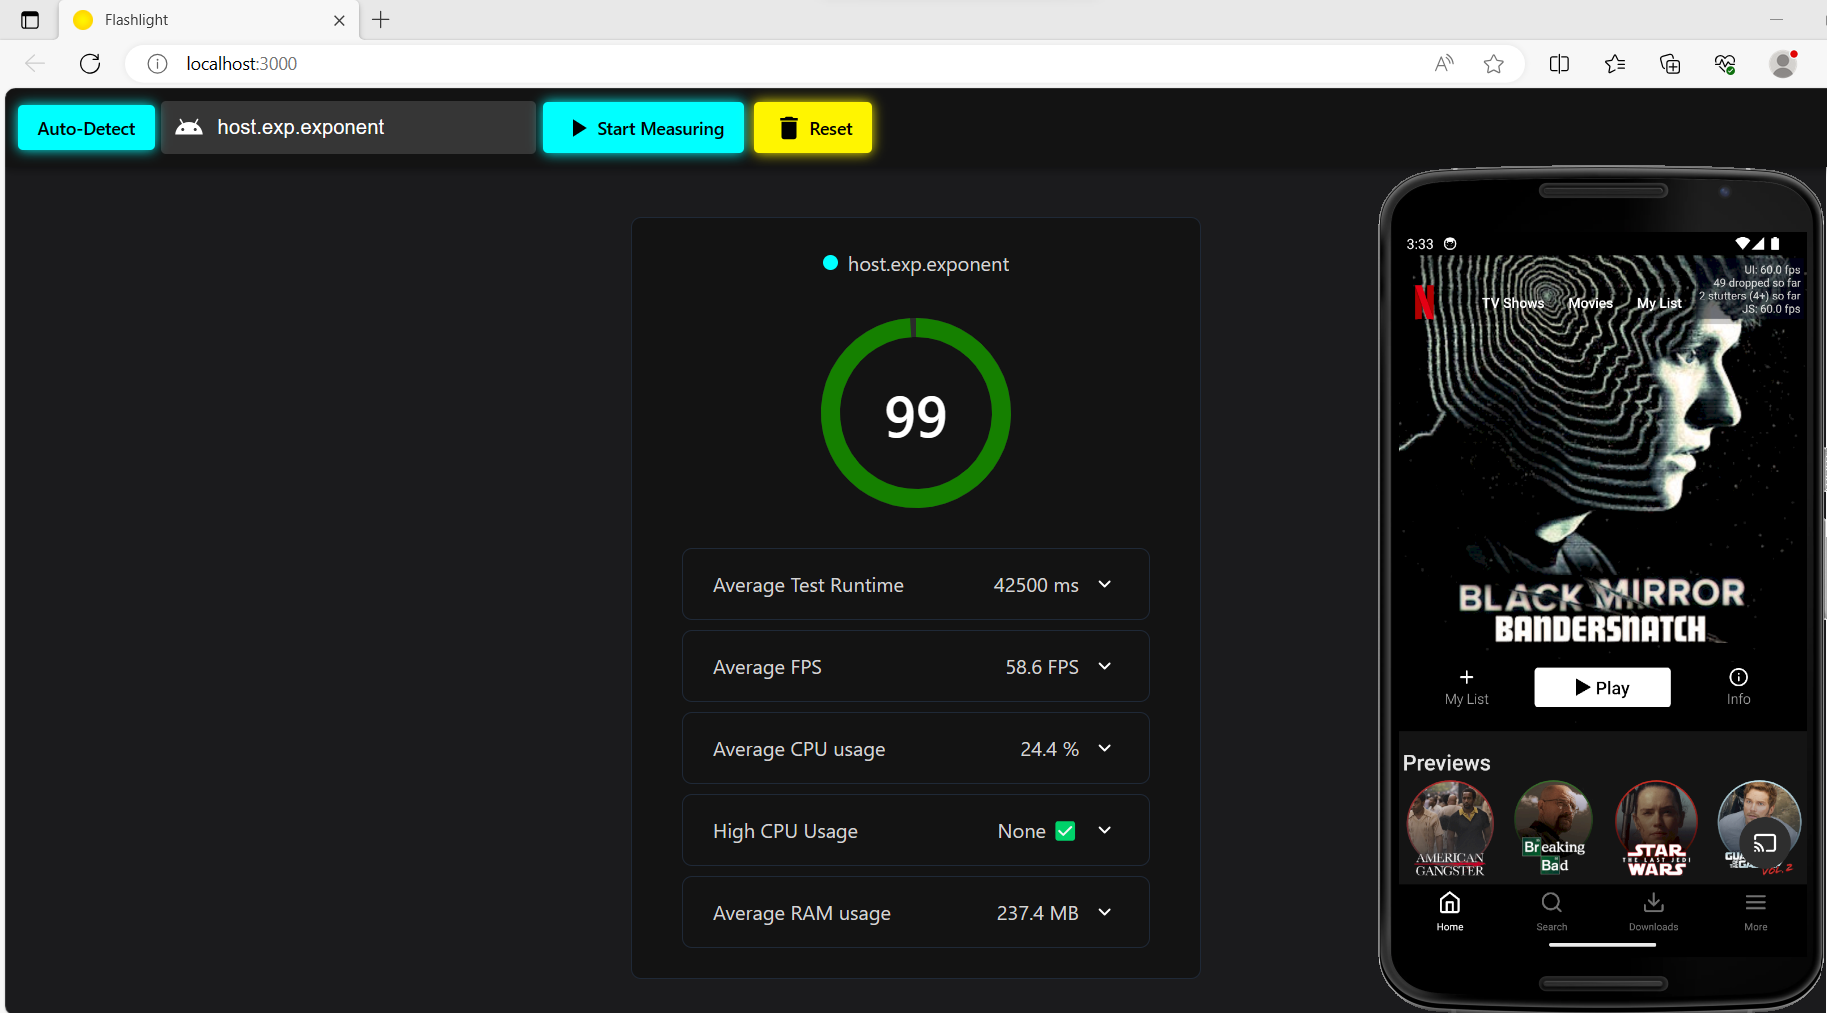 Flashlight
localhost:3000
Auto-Detect
host.exp.exponent
Start Measuring
Reset
host.exp.exponent
99
Average Test Runtime 42500 ms
Average FPS 58.6 FPS
Average CPU usage 24.4 %
High CPU Usage None
Average RAM usage 237.4 MB
3:33
UI: 60.0 fps
49 dropped so far
2 stutters (4+) so far
JS: 60.0 fps
N TV Shows Movies My List
BLACK MIRROR
BANDERSNATCH
My List
Play
Info
Previews
AMERICAN
GANGSTER
Breaking
Bad
STAR
THE LAST JEDI
WARS
VOL. 2
Home Search Downloads More